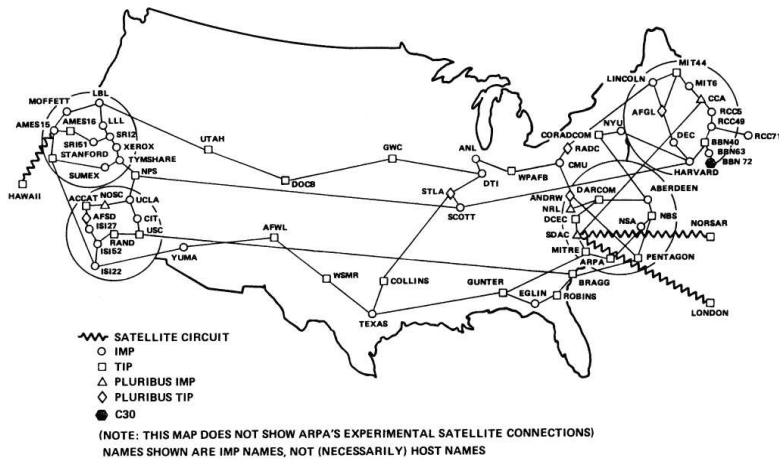 MOFFETT
LBL
AMES15
AMES16
LLL
SRI2
SRI51
XEROX
STANFORD
TYMSHARE
SUMEX
NPS
HAWAII
ACCAT
NOSC
UCLA
AFSD
ISI27
CIT
RAND
USC
ISI52
ISI22
YUMA
UTAH
DOCB
GWC
AFWL
WSMR
TEXAS
COLLINS
ANL
DTI
WPAFB
STLA
SCOTT
GUNTER
EGLIN
ROBINS
BRAGG
LINCOLN
MIT44
MIT6
CCA
RCC5
RCC49
RCC71
AFGL
DEC
BBN40
BBN63
BBN 72
HARVARD
NYU
CORADCOM
RADC
CMU
DARCOM
ABERDEEN
ANDRW
NRL
DCEC
NSA
NBS
SDAC
NORSAR
MITRE
ARPA
PENTAGON
LONDON
SATELLITE CIRCUIT
IMP
TIP
PLURIBUS IMP
PLURIBUS TIP
C30
(NOTE: THIS MAP DOES NOT SHOW ARPA'S EXPERIMENTAL SATELLITE CONNECTIONS)
NAMES SHOWN ARE IMP NAMES, NOT (NECESSARILY) HOST NAMES